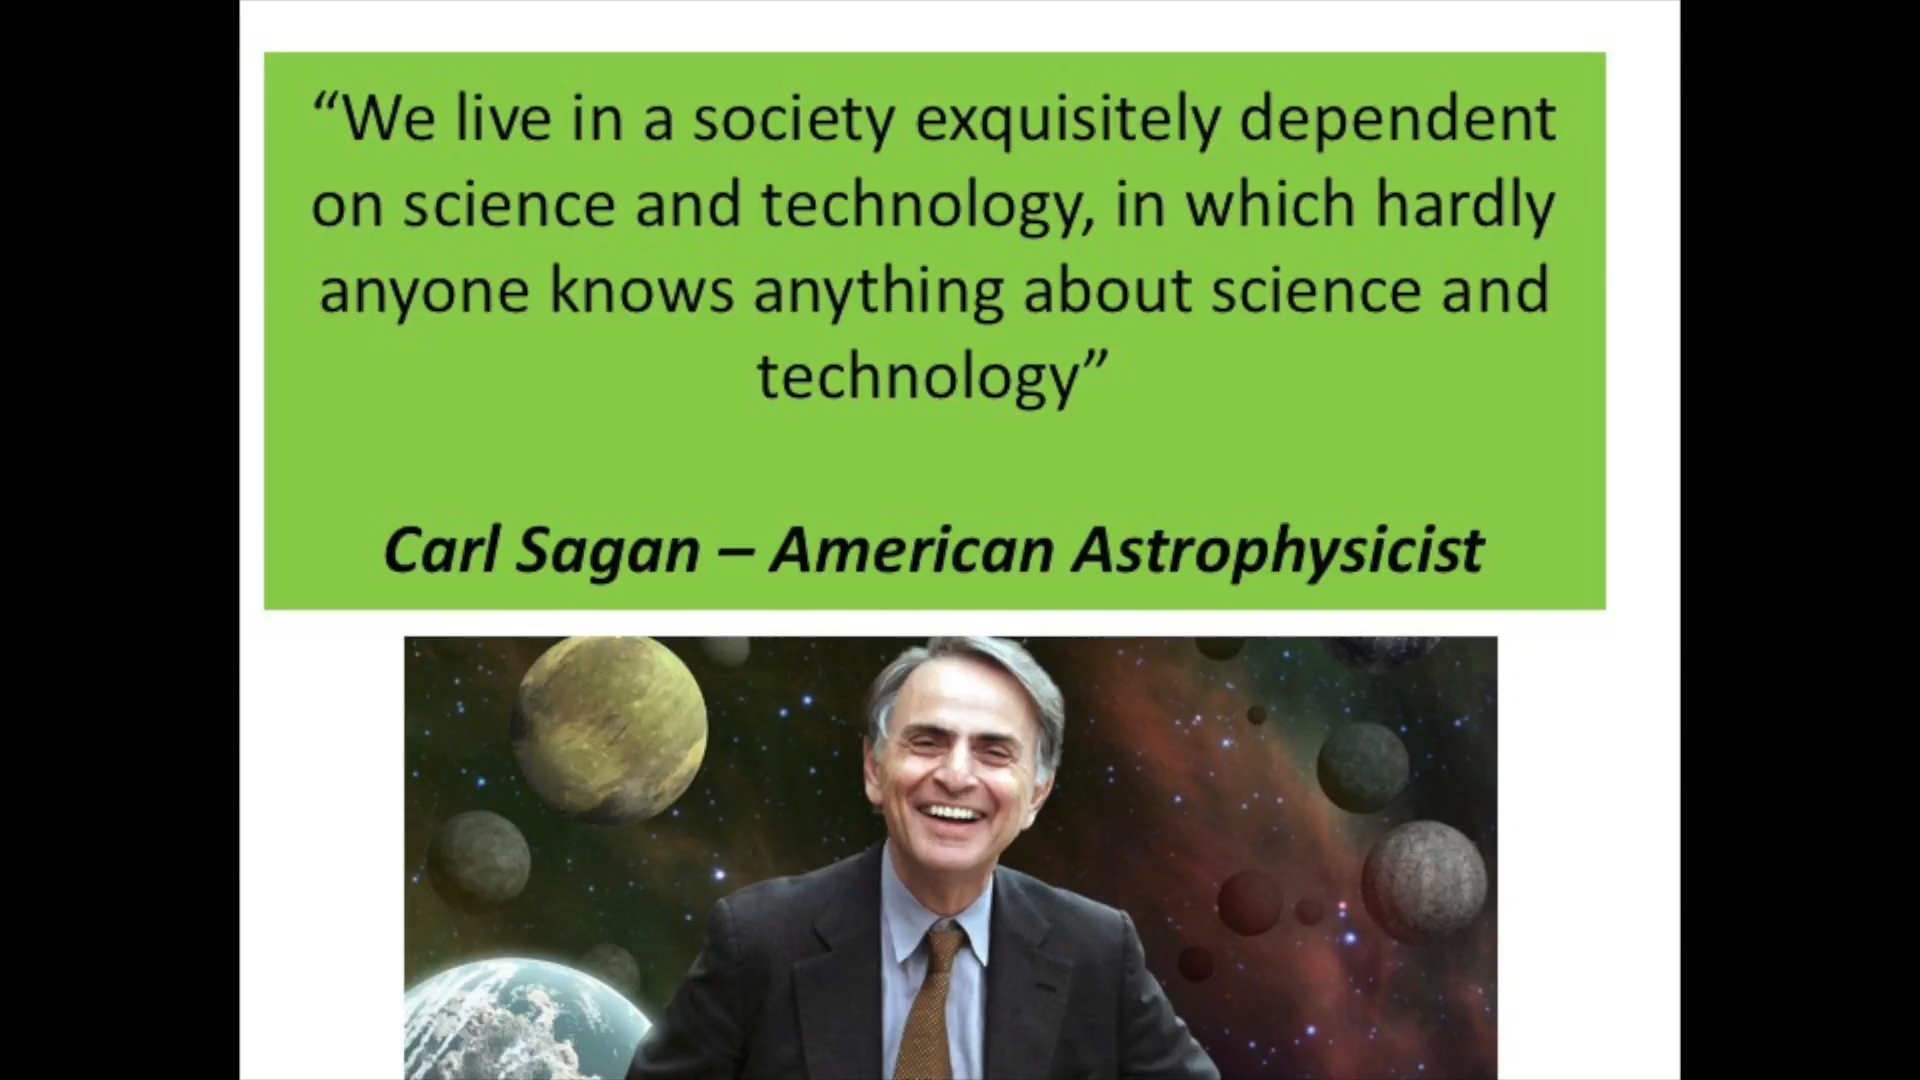 “We live in a society exquisitely dependent
on science and technology, in which hardly
anyone knows anything about science and
technology”
Carl Sagan – American Astrophysicist